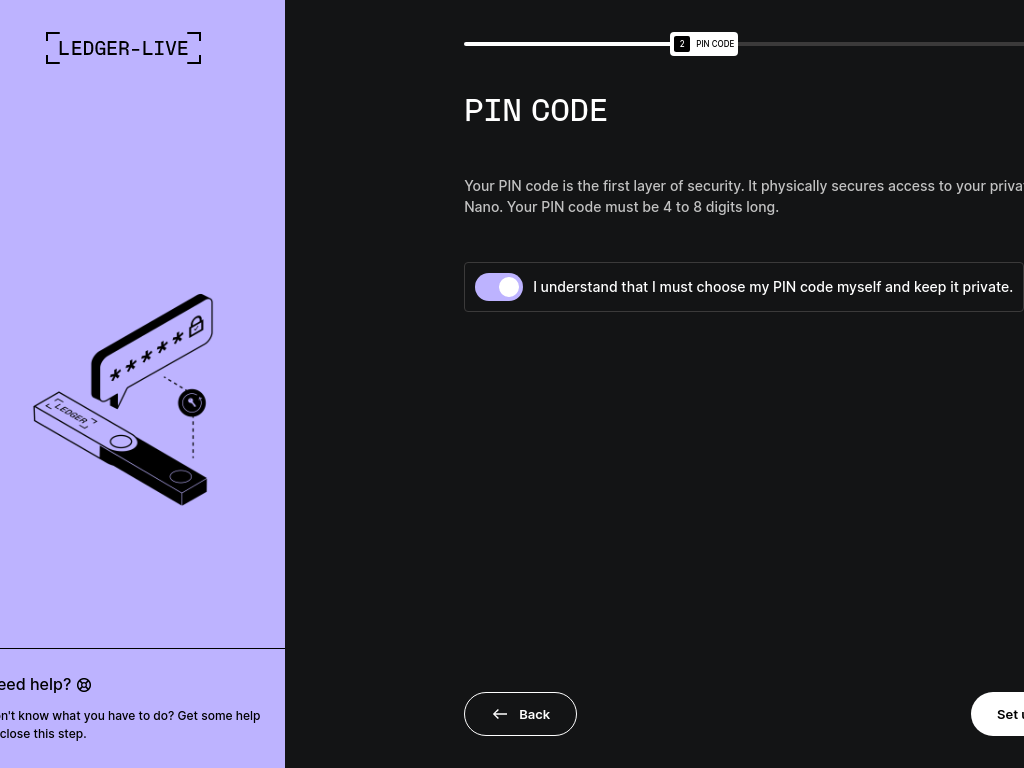 LEDGER-LIVE
2 PIN CODE
PIN CODE
Your PIN code is the first layer of security. It physically secures access to your
Nano. Your PIN code must be 4 to 8 digits long.
I understand that I must choose my PIN code myself and keep it private.
*****
LEDGER
help?
know what you have to do? Get some help
close this step.
Back
Set